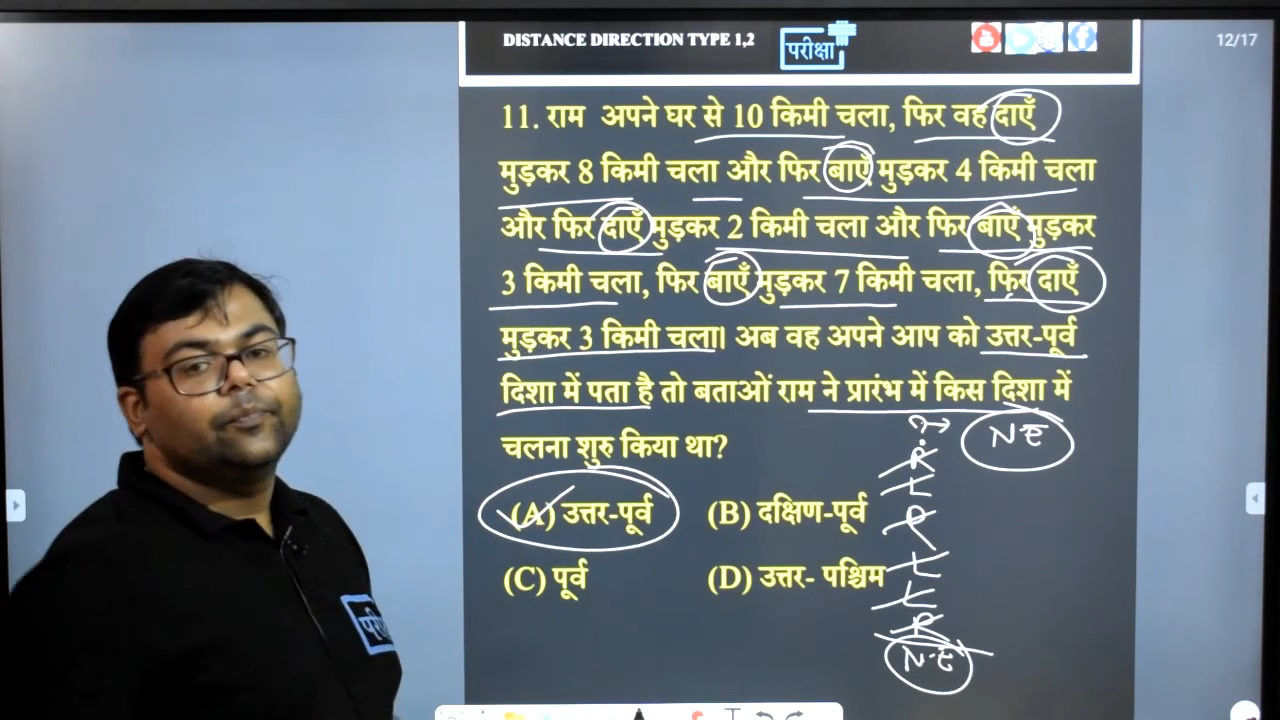 DISTANCE DIRECTION TYPE 1,2
परीक्षा
12/17
11. राम अपने घर से 10 किमी चला, फिर वह दाएँ
मुड़कर 8 किमी चला और फिर बाएँ मुड़कर 4 किमी चला
और फिर दाएँ मुड़कर 2 किमी चला और फिर बाएँ मुड़कर
3 किमी चला, फिर बाएँ मुड़कर 7 किमी चला, फिर दाएँ
मुड़कर 3 किमी चला। अब वह अपने आप को उत्तर-पूर्व
दिशा में पता है तो बताओं राम ने प्रारंभ में किस दिशा में
चलना शुरु किया था?
N E
(A) उत्तर-पूर्व (B) दक्षिण-पूर्व
(C) पूर्व (D) उत्तर- पश्चिम
N-E